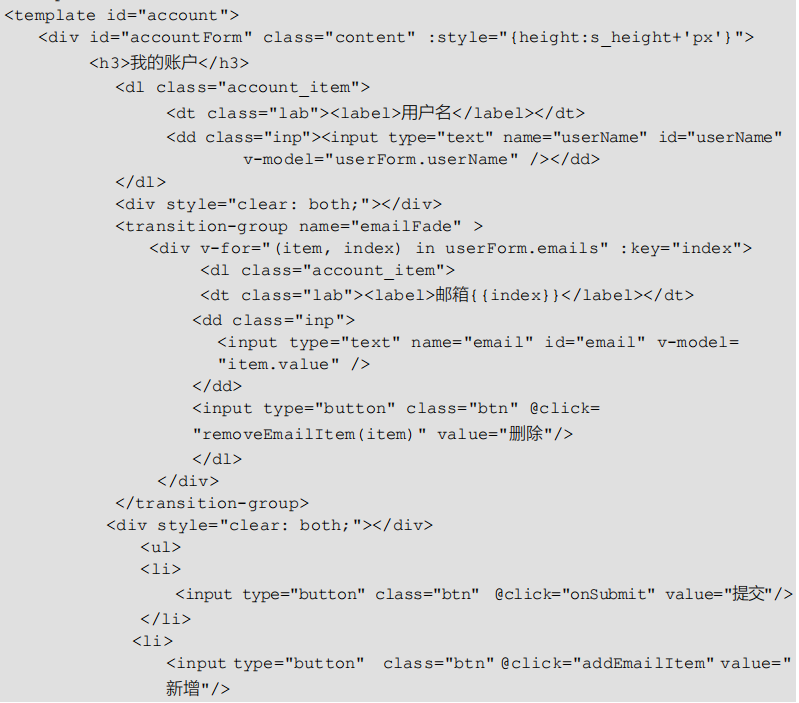 <template id="account">
<div id="accountForm" class="content" :style="{height:s_height+'px'}">
<h3>我的账户</h3>
<dl class="account_item">
<dt class="lab"><label>用户名</label></dt>
<dd class="inp"><input type="text" name="userName" id="userName"
v-model="userForm.userName" /></dd>
</dl>
<div style="clear: both;"></div>
<transition-group name="emailFade" >
<div v-for="(item, index) in userForm.emails" :key="index">
<dl class="account_item">
<dt class="lab"><label>邮箱{{index}}</label></dt>
<dd class="inp">
<input type="text" name="email" id="email" v-model=
"item.value" />
</dd>
<input type="button" class="btn" @click=
"removeEmailItem(item)" value="删除"/>
</dl>
</div>
</transition-group>
<div style="clear: both;"></div>
<ul>
<li>
<input type="button" class="btn" @click="onSubmit" value="提交"/>
</li>
<li>
<input type="button" class="btn" @click="addEmailItem" value="
新增"/>